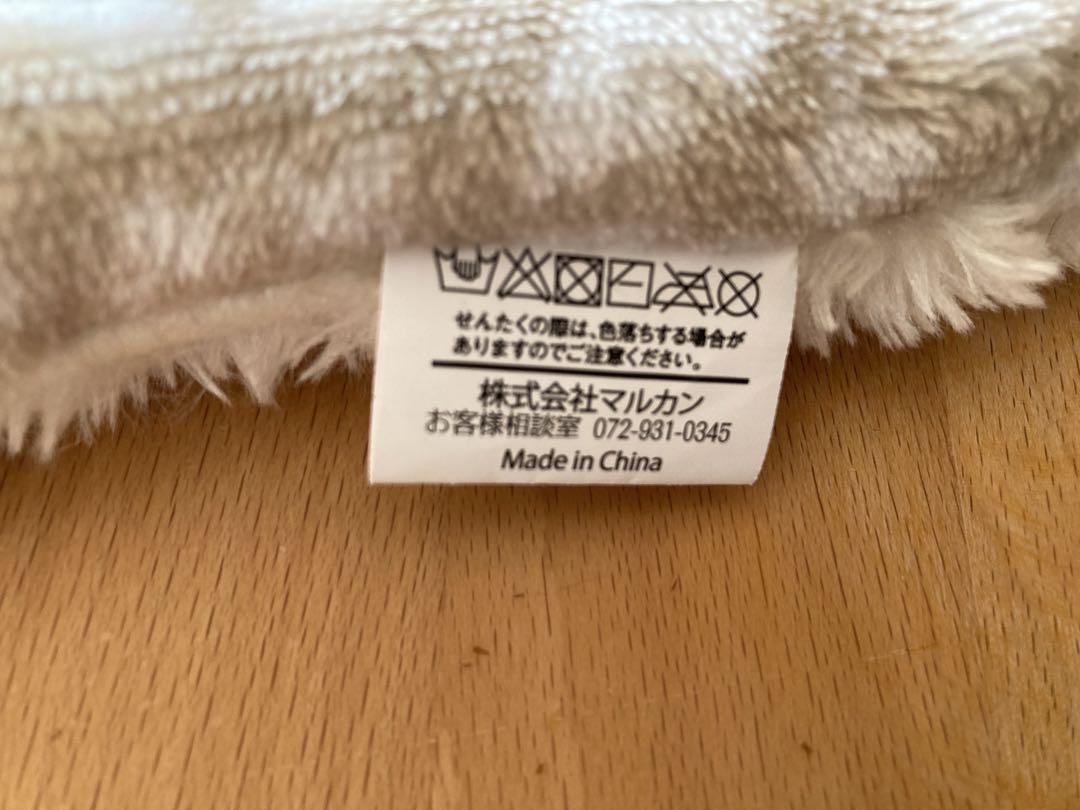 せんたくの際は、色落ちする場合が
ありますのでご注意ください。
株式会社マルカン
お客様相談室 072-931-0345
Made in China